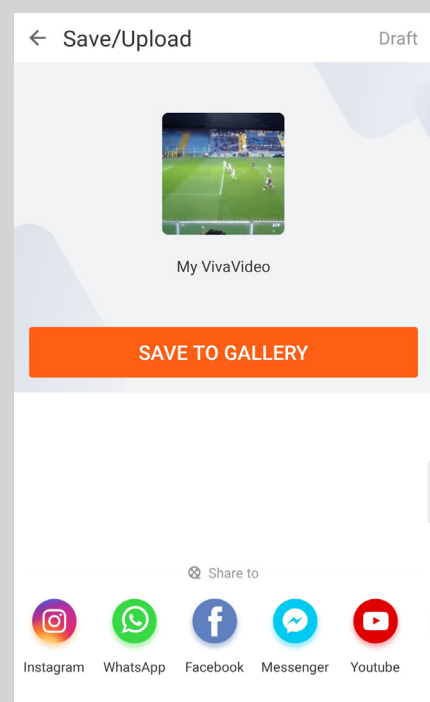 Save/Upload
Draft
My VivaVideo
SAVE TO GALLERY
Share to
Instagram
WhatsApp
Facebook
Messenger
Youtube